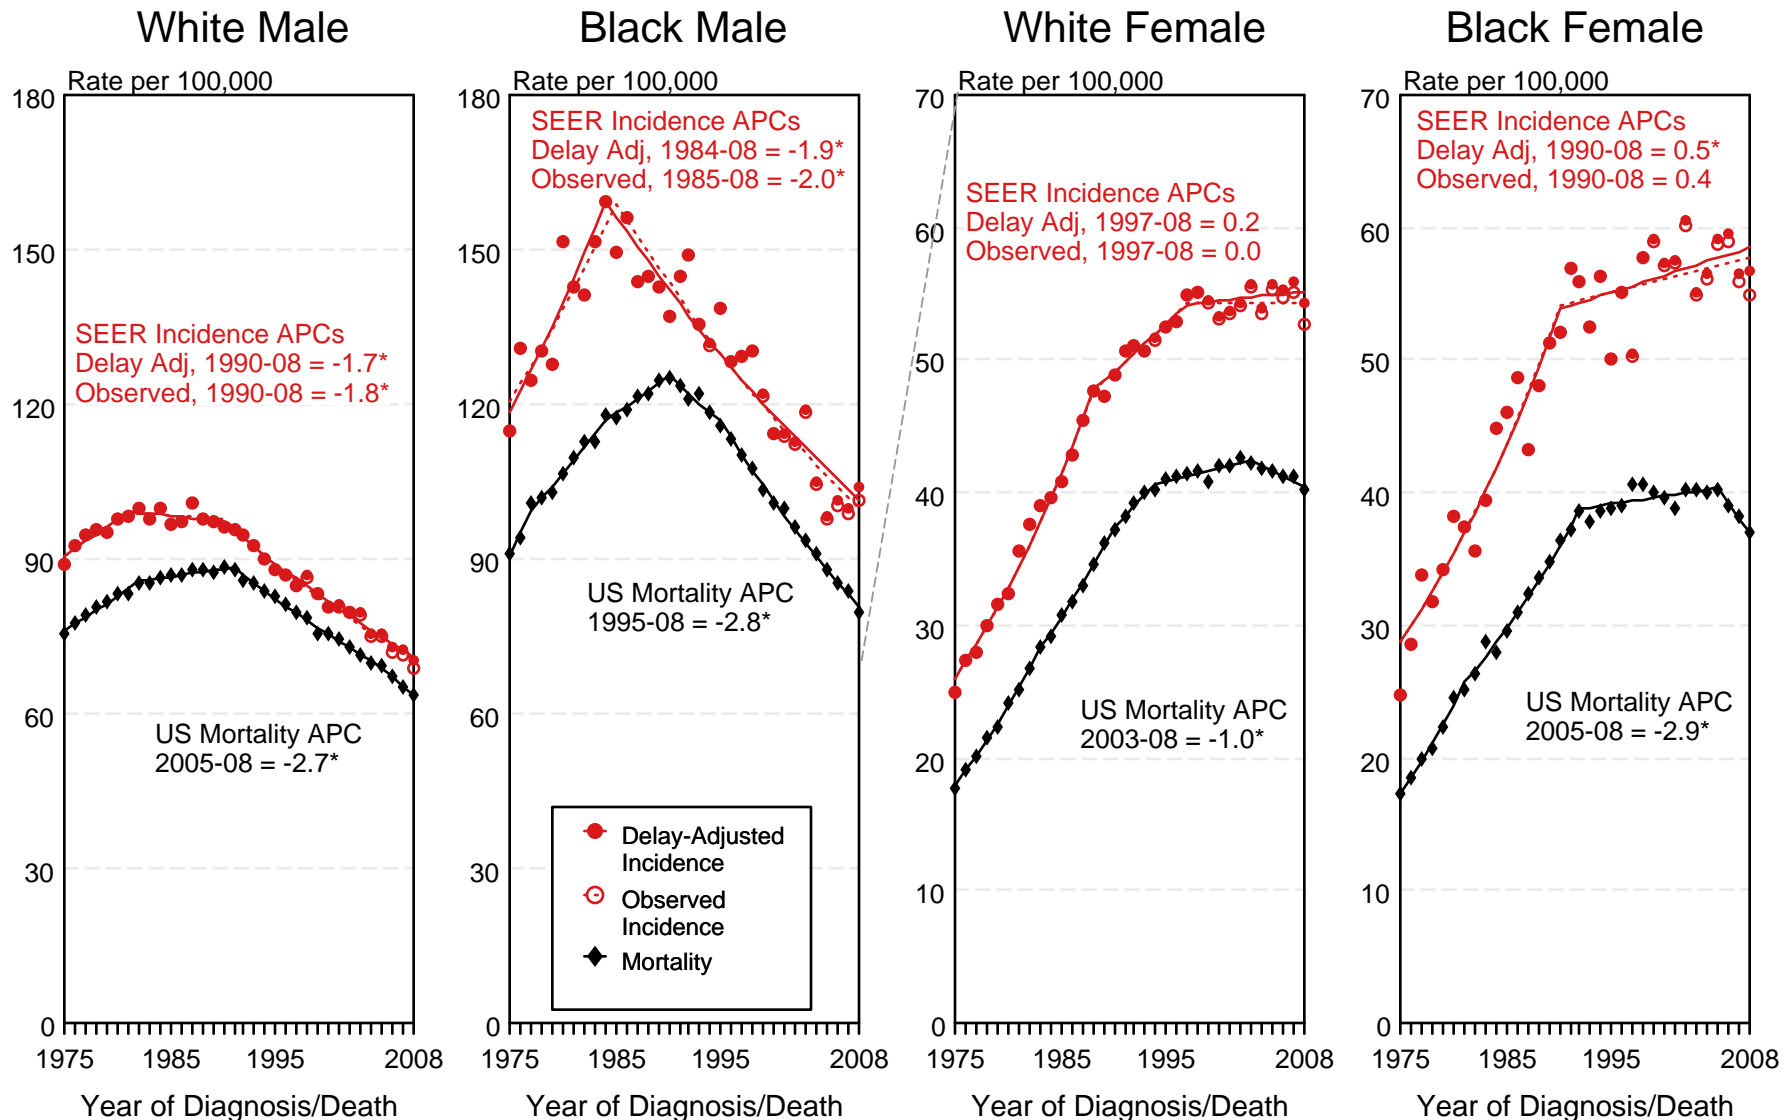 White Male
Rate per 100,000
180
150
120
90
60
30
0
SEER Incidence APCs
Delay Adj, 1990-08 = -1.7*
Observed, 1990-08 = -1.8*
US Mortality APC
2005-08 = -2.7*
1975
1985
1995
2008
Year of Diagnosis/Death
Black Male
Rate per 100,000
180
150
120
90
60
30
0
SEER Incidence APCs
Delay Adj, 1984-08 = -1.9*
Observed, 1985-08 = -2.0*
US Mortality APC
1995-08 = -2.8*
Delay-Adjusted
Incidence
Observed
Incidence
Mortality
1975
1985
1995
2008
Year of Diagnosis/Death
White Female
Rate per 100,000
70
60
50
40
30
20
10
0
SEER Incidence APCs
Delay Adj, 1997-08 = 0.2
Observed, 1997-08 = 0.0
US Mortality APC
2003-08 = -1.0*
1975
1985
1995
2008
Year of Diagnosis/Death
Black Female
Rate per 100,000
70
60
50
40
30
20
10
0
SEER Incidence APCs
Delay Adj, 1990-08 = 0.5*
Observed, 1990-08 = 0.4
US Mortality APC
2005-08 = -2.9*
1975
1985
1995
2008
Year of Diagnosis/Death